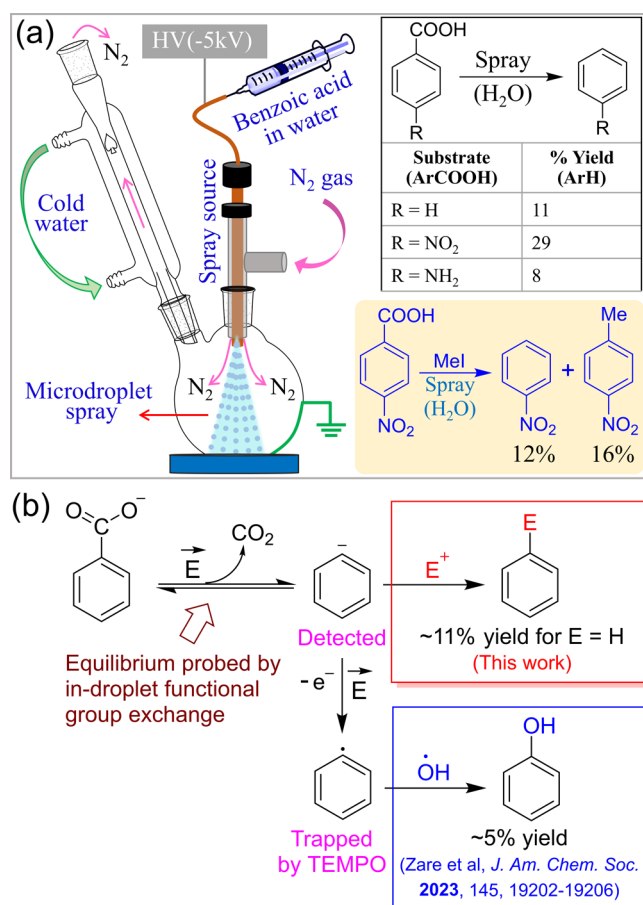 (a)
N2
HV(-5kV)
Benzoic acid
in water
Spray source
N2 gas
Cold
water
N2
N2
Microdroplet
spray
COOH
R
Spray
(H2O)
R
Substrate
(ArCOOH)
% Yield
(ArH)
R = H
11
R = NO2
29
R = NH2
8
COOH
NO2
MeI
Spray
(H2O)
NO2
+
Me
NO2
12%
16%
(b)
O
C
O−
E
CO2
−
Detected
E+
E
~11% yield for E = H
(This work)
Equilibrium probed by
in-droplet functional
group exchange
- e−
E
Trapped
by TEMPO
OH
OH
~5% yield
(Zare et al, J. Am. Chem. Soc.
2023, 145, 19202-19206)